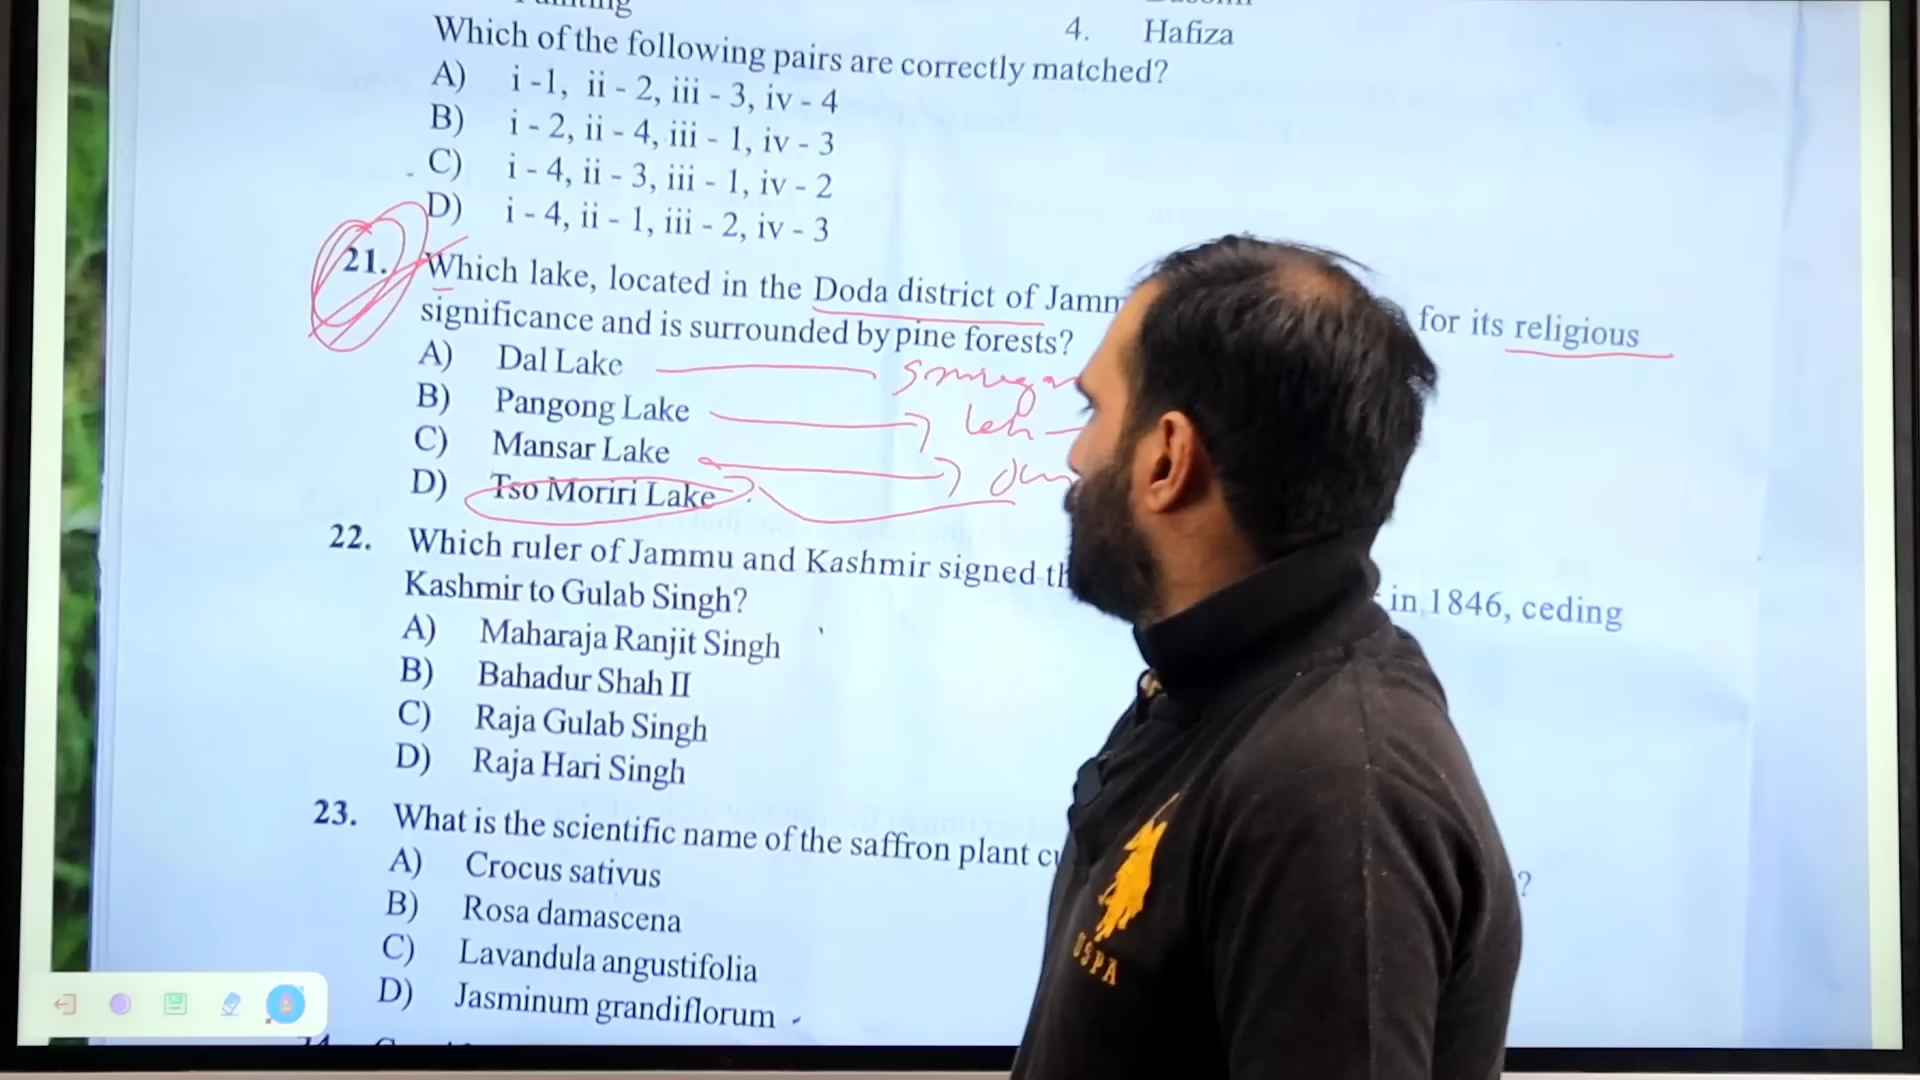 4. Hafiza
Which of the following pairs are correctly matched?
A) i -1, ii - 2, iii - 3, iv - 4
B) i - 2, ii - 4, iii - 1, iv - 3
C) i - 4, ii - 3, iii - 1, iv - 2
D) i - 4, ii - 1, iii - 2, iv - 3
21. Which lake, located in the Doda district of Jamm for its religious
significance and is surrounded by pine forests?
A) Dal Lake
B) Pangong Lake leh
C) Mansar Lake
D) Tso Moriri Lake
22. Which ruler of Jammu and Kashmir signed th in 1846, ceding
Kashmir to Gulab Singh?
A) Maharaja Ranjit Singh
B) Bahadur Shah II
C) Raja Gulab Singh
D) Raja Hari Singh
23. What is the scientific name of the saffron plant cu ?
A) Crocus sativus
B) Rosa damascena
C) Lavandula angustifolia
D) Jasminum grandiflorum
USPA